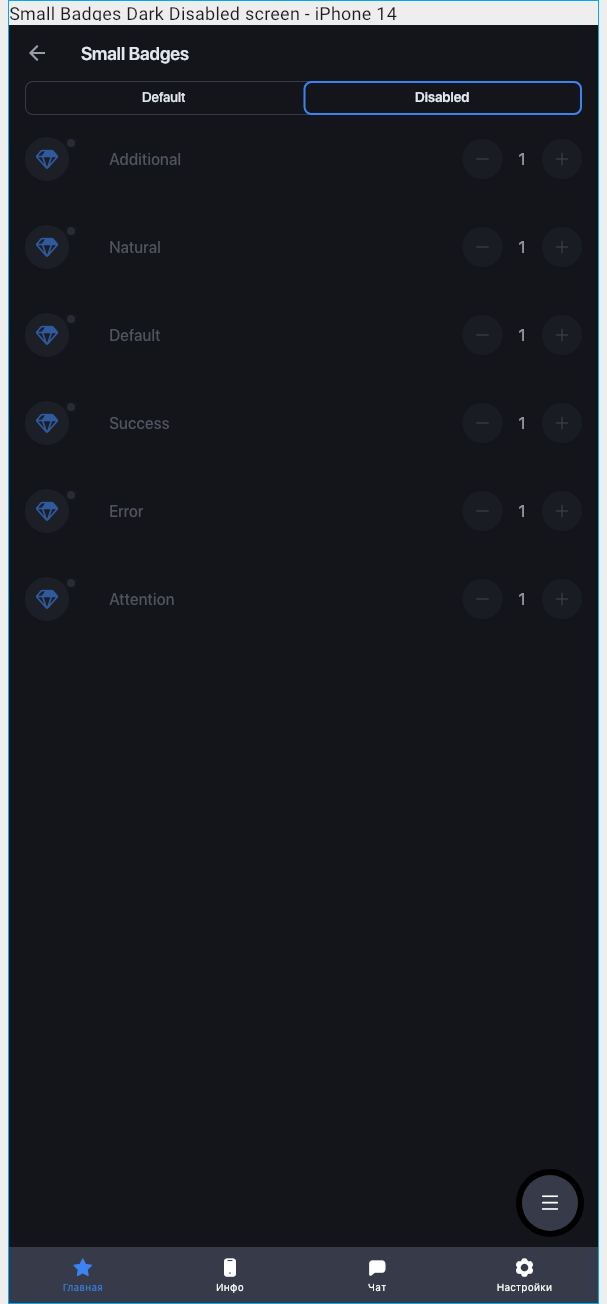 Small Badges Dark Disabled screen - iPhone 14
Small Badges
Default Disabled
Additional 1
Natural 1
Default 1
Success 1
Error 1
Attention 1
Главная Инфо Чат Настройки